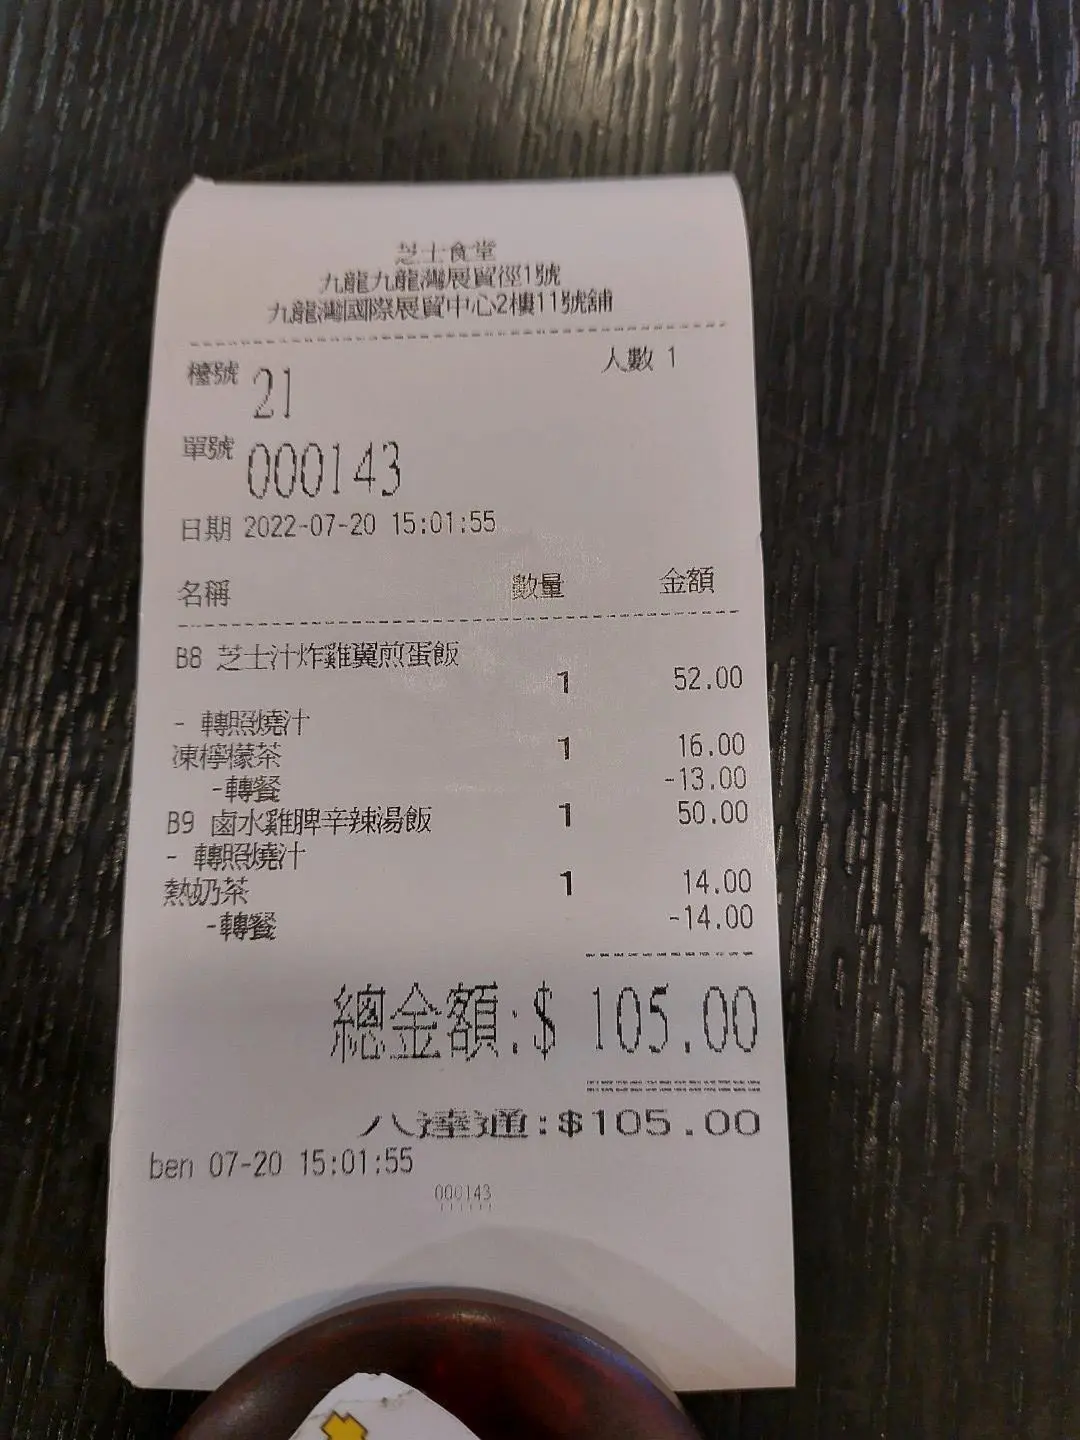 芝士食堂
九龍九龍灣展貿徑1號
九龍灣國際展貿中心2樓11號舖
檯號 21 人數 1
單號 000143
日期 2022-07-20 15:01:55
名稱 數量 金額
B8 芝士汁炸雞翼煎蛋飯
1 52.00
- 轉照燒汁
凍檸檬茶 1 16.00
-轉餐 -13.00
B9 鹵水雞脾辛辣湯飯 1 50.00
- 轉照燒汁
熱奶茶 1 14.00
-轉餐 -14.00
總金額:$ 105.00
八達通:$105.00
ben 07-20 15:01:55
000143